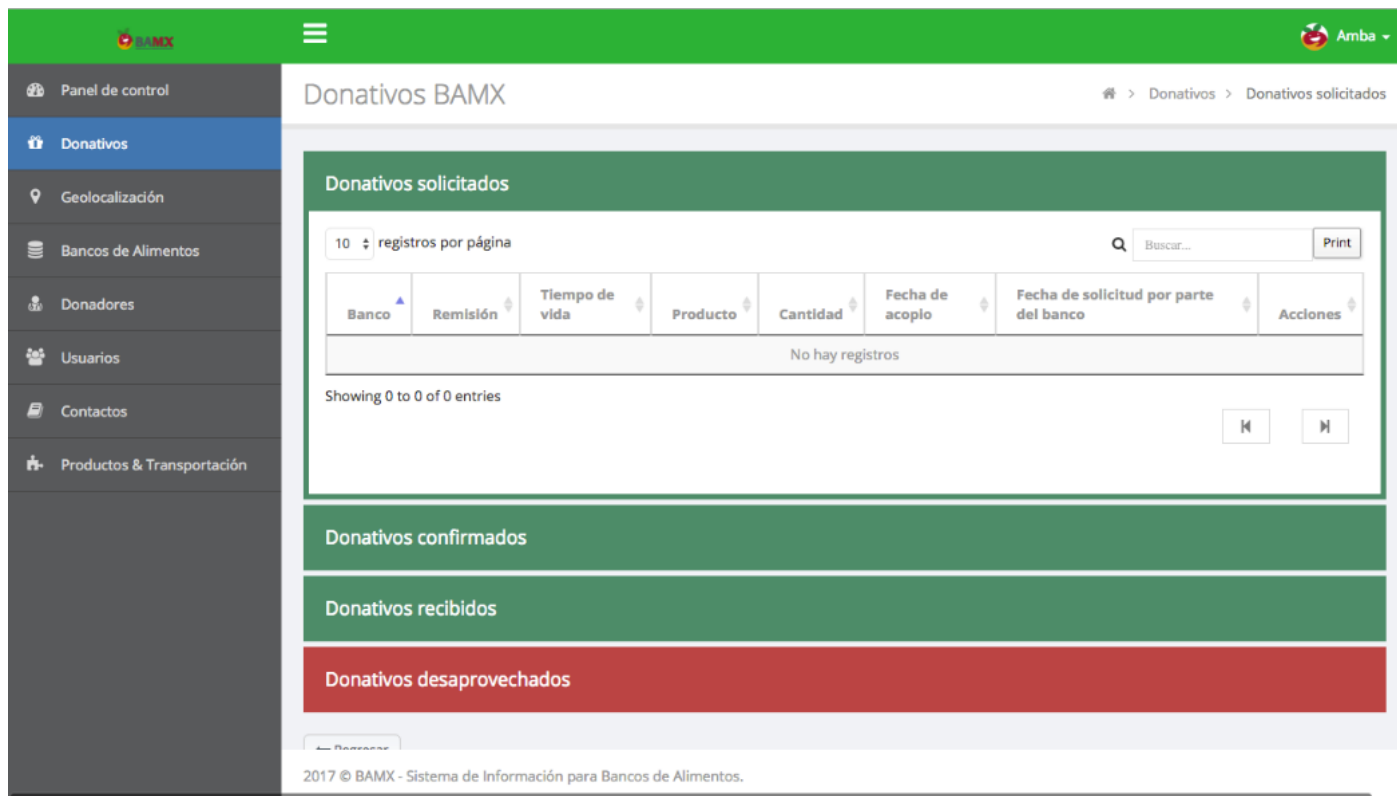 BAMX
Amba
Panel de control
Donativos
Geolocalización
Bancos de Alimentos
Donadores
Usuarios
Contactos
Productos & Transportación
Donativos BAMX
> Donativos > Donativos solicitados
Donativos solicitados
10 registros por página
Buscar...
Print
Banco
Remisión
Tiempo de
vida
Producto
Cantidad
Fecha de
acopio
Fecha de solicitud por parte
del banco
Acciones
No hay registros
Showing 0 to 0 of 0 entries
Donativos confirmados
Donativos recibidos
Donativos desaprovechados
← Regresar
2017 © BAMX - Sistema de Información para Bancos de Alimentos.